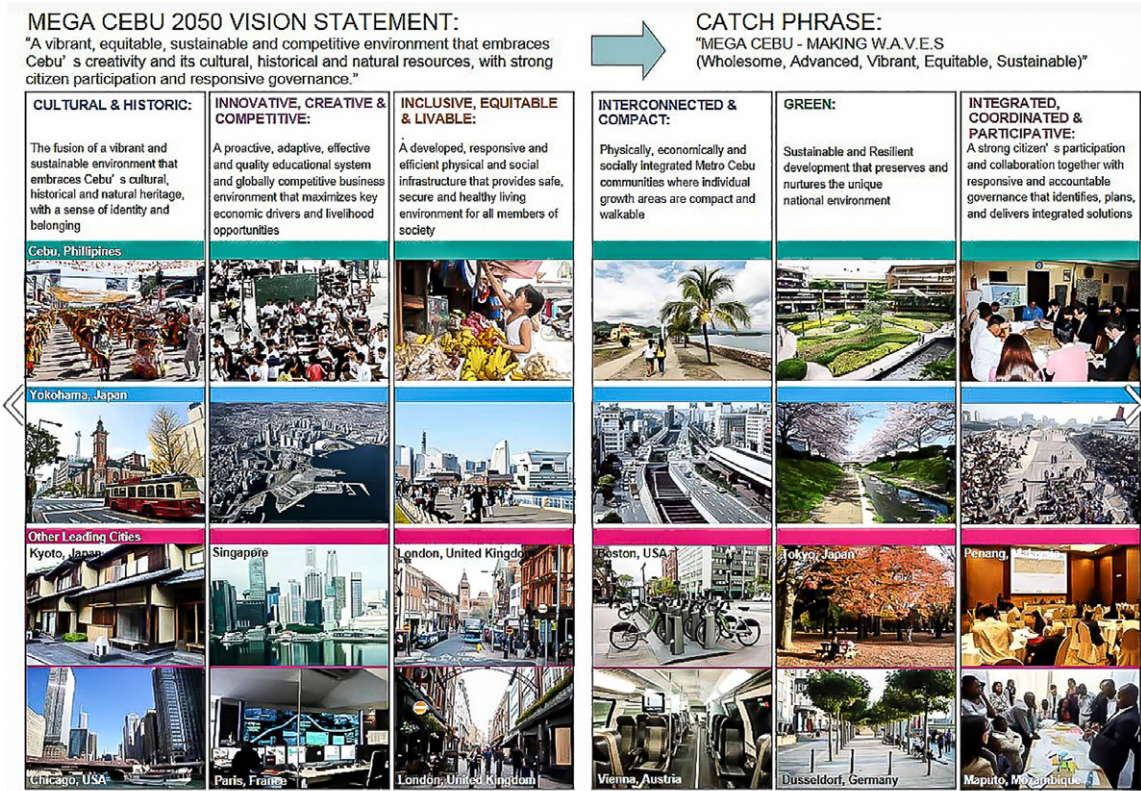 MEGA CEBU 2050 VISION STATEMENT:
"A vibrant, equitable, sustainable and competitive environment that embraces
Cebu's creativity and its cultural, historical and natural resources, with strong
citizen participation and responsive governance."
CATCH PHRASE:
"MEGA CEBU - MAKING W.A.V.E.S
(Wholesome, Advanced, Vibrant, Equitable, Sustainable)"
CULTURAL & HISTORIC:
The fusion of a vibrant and
sustainable environment that
embraces Cebu's cultural,
historical and natural heritage,
with a sense of identity and
belonging
INNOVATIVE, CREATIVE &
COMPETITIVE:
A proactive, adaptive, effective
and quality educational system
and globally competitive business
environment that maximizes key
economic drivers and livelihood
opportunities
INCLUSIVE, EQUITABLE
& LIVABLE:
A developed, responsive and
efficient physical and social
infrastructure that provides safe,
secure and healthy living
environment for all members of
society
INTERCONNECTED &
COMPACT:
Physically, economically and
socially integrated Metro Cebu
communities where individual
growth areas are compact and
walkable
GREEN:
Sustainable and Resilient
development that preserves and
nurtures the unique
national environment
INTEGRATED,
COORDINATED &
PARTICIPATIVE:
A strong citizen's participation
and collaboration together with
responsive and accountable
governance that identifies, plans,
and delivers integrated solutions
Cebu, Phillipines
Yokohama, Japan
Other Leading Cities
Kyoto, Japan
Singapore
London, United Kingdom
Boston, USA
Tokyo, Japan
Penang, Malaysia
Chicago, USA
Paris, France
London, United Kingdom
Vienna, Austria
Dusseldorf, Germany
Maputo, Mozambique